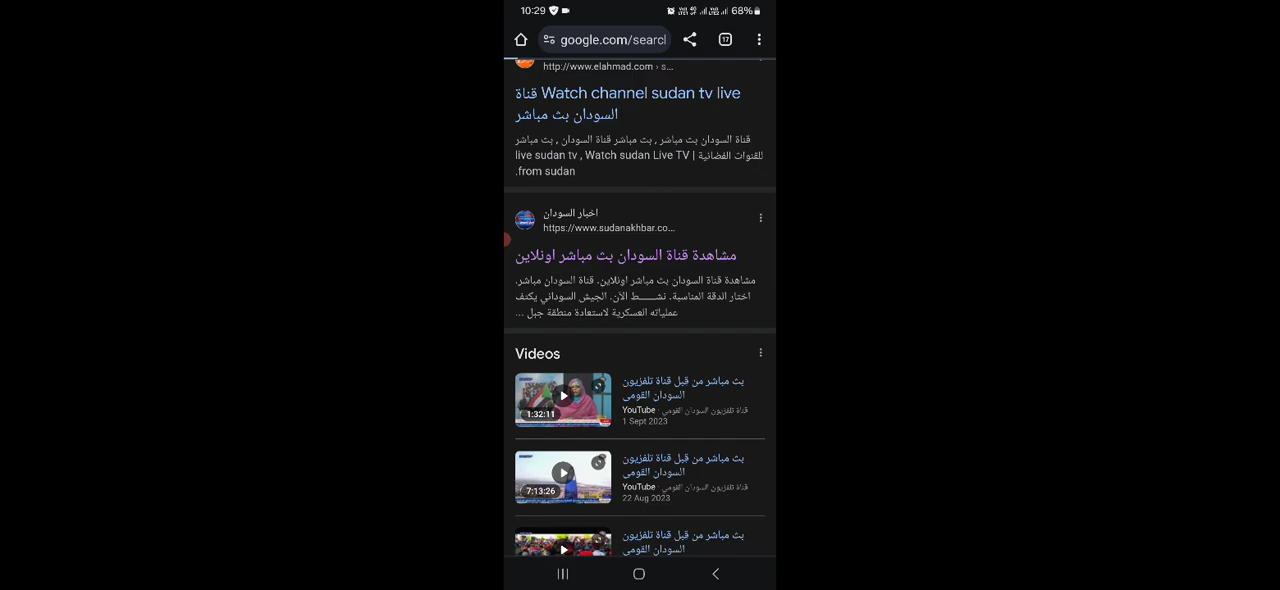 10:29
68%
google.com/searcl
17
http://www.elahmad.com › s...
قناة Watch channel sudan tv live
السودان بث مباشر
قناة السودان بث مباشر , بث مباشر قناة السودان , بث مباشر
للقنوات الفضائية | live sudan tv , Watch sudan Live TV
from sudan.
اخبار السودان
https://www.sudanakhbar.co...
مشاهدة قناة السودان بث مباشر اونلاين
مشاهدة قناة السودان بث مباشر اونلاين. قناة السودان مباشر.
اختار الدقة المناسبة. نشـــــط الآن. الجيش السوداني يكثف
عملياته العسكرية لاستعادة منطقة جبل ...
Videos
بث مباشر من قِبل قناة تلفزيون
السودان القومي
YouTube · قناة تلفزيون السودان القومي
1 Sept 2023
1:32:11
بث مباشر من قِبل قناة تلفزيون
السودان القومي
YouTube · قناة تلفزيون السودان القومي
22 Aug 2023
7:13:26
بث مباشر من قِبل قناة تلفزيون
السودان القومي